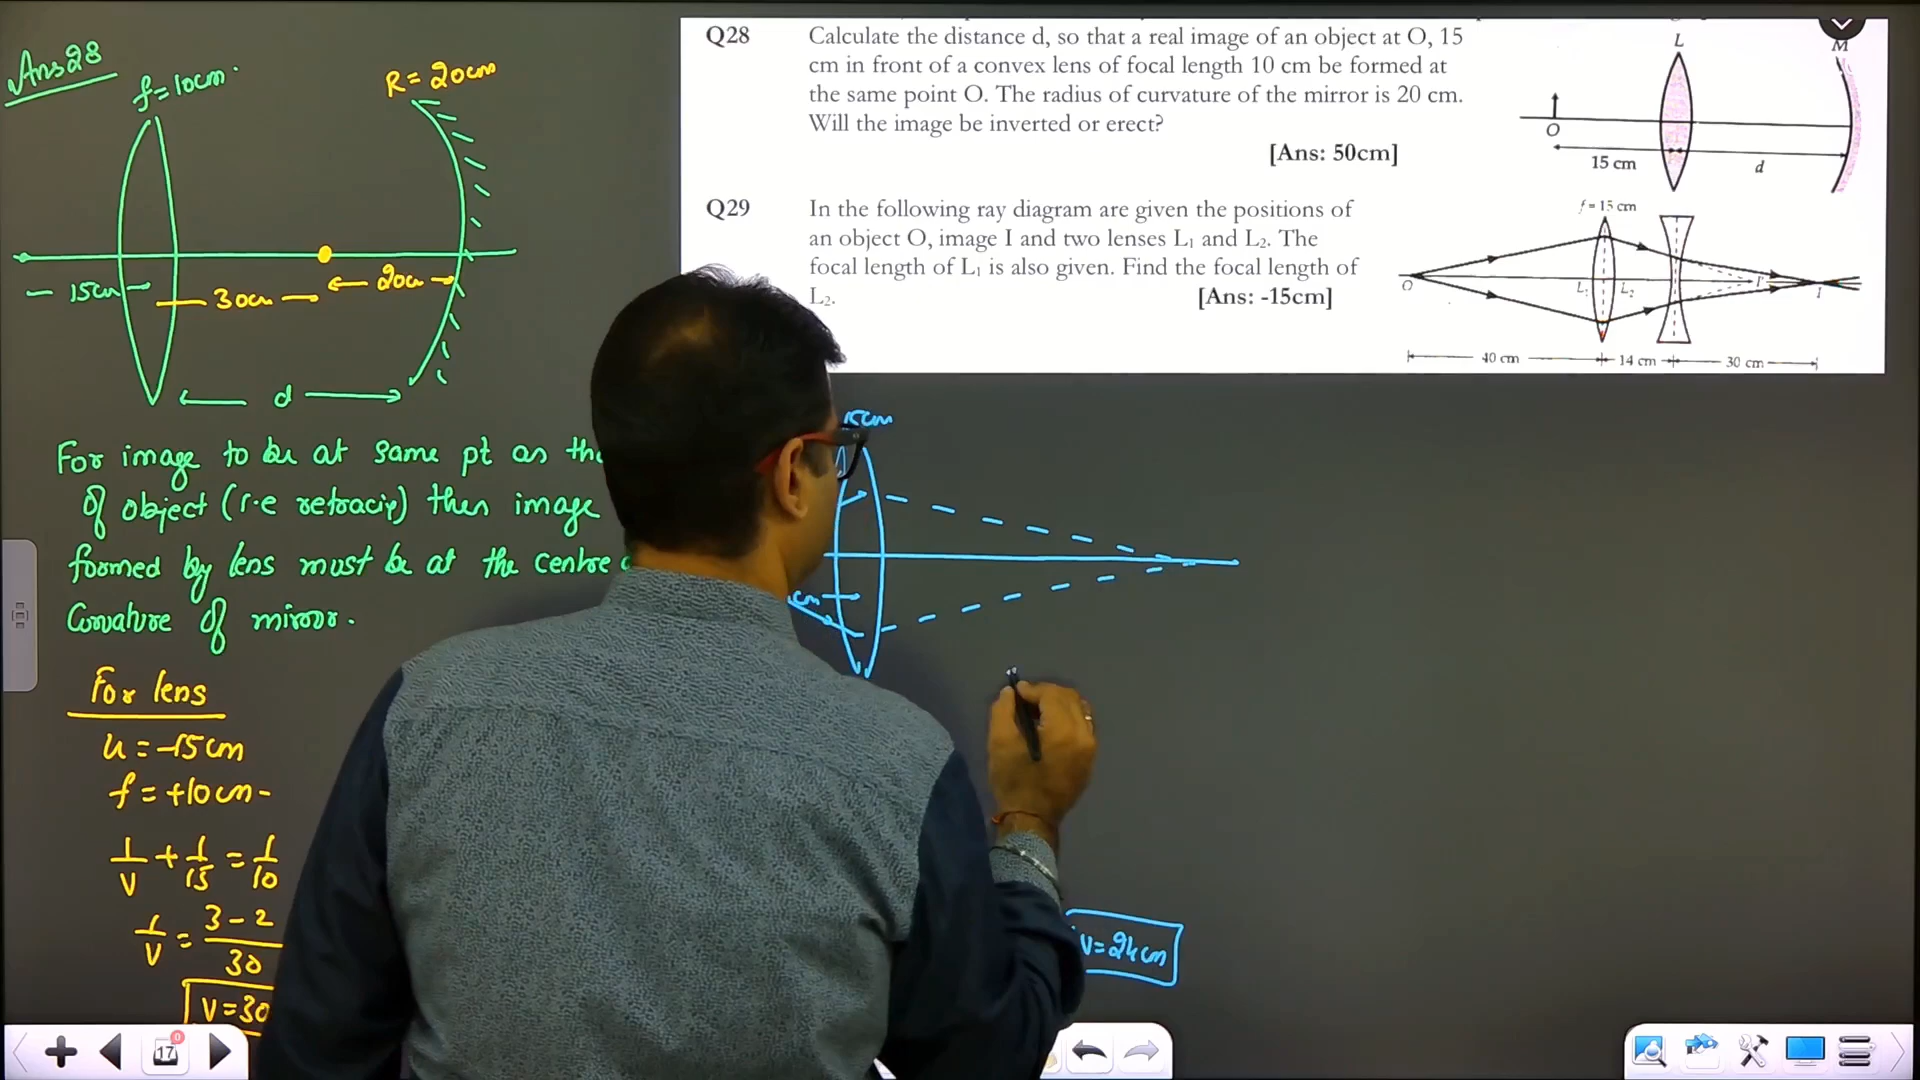 Ans 28
f=10cm.
R=20cm
15cm
30cm
20cm
d
For image to be at same pt as the
of object (i.e retracip) then image
formed by lens must be at the centre
Curvature of mirror.
For lens
u=-15cm
f=+10cm-
1/V + 1/15 = 1/10
1/V = 3-2/30
V=30
Q28 Calculate the distance d, so that a real image of an object at O, 15
cm in front of a convex lens of focal length 10 cm be formed at
the same point O. The radius of curvature of the mirror is 20 cm.
Will the image be inverted or erect?
[Ans: 50cm]
L
M
O
15 cm
d
Q29 In the following ray diagram are given the positions of
an object O, image I and two lenses L₁ and L₂. The
focal length of L₁ is also given. Find the focal length of
L₂. [Ans: -15cm]
f = 15 cm
O
L₁
L₂
I'
I
40 cm
14 cm
30 cm
15cm
cm
V=24cm
17
0